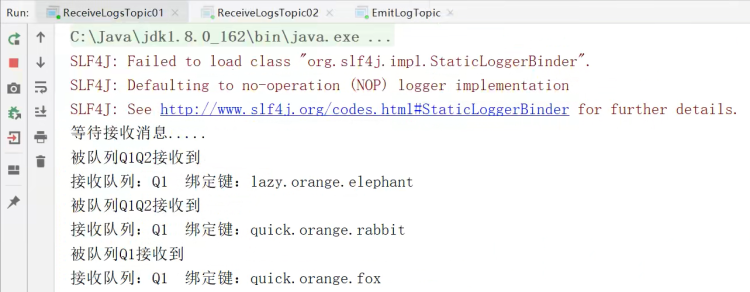 Run: ReceiveLogsTopic01 × ReceiveLogsTopic02 × EmitLogTopic ×
C:\Java\jdk1.8.0_162\bin\java.exe ...
SLF4J: Failed to load class "org.slf4j.impl.StaticLoggerBinder".
SLF4J: Defaulting to no-operation (NOP) logger implementation
SLF4J: See http://www.slf4j.org/codes.html#StaticLoggerBinder for further details.
等待接收消息.....
被队列Q1Q2接收到
接收队列：Q1  绑定键：lazy.orange.elephant
被队列Q1Q2接收到
接收队列：Q1  绑定键：quick.orange.rabbit
被队列Q1接收到
接收队列：Q1  绑定键：quick.orange.fox